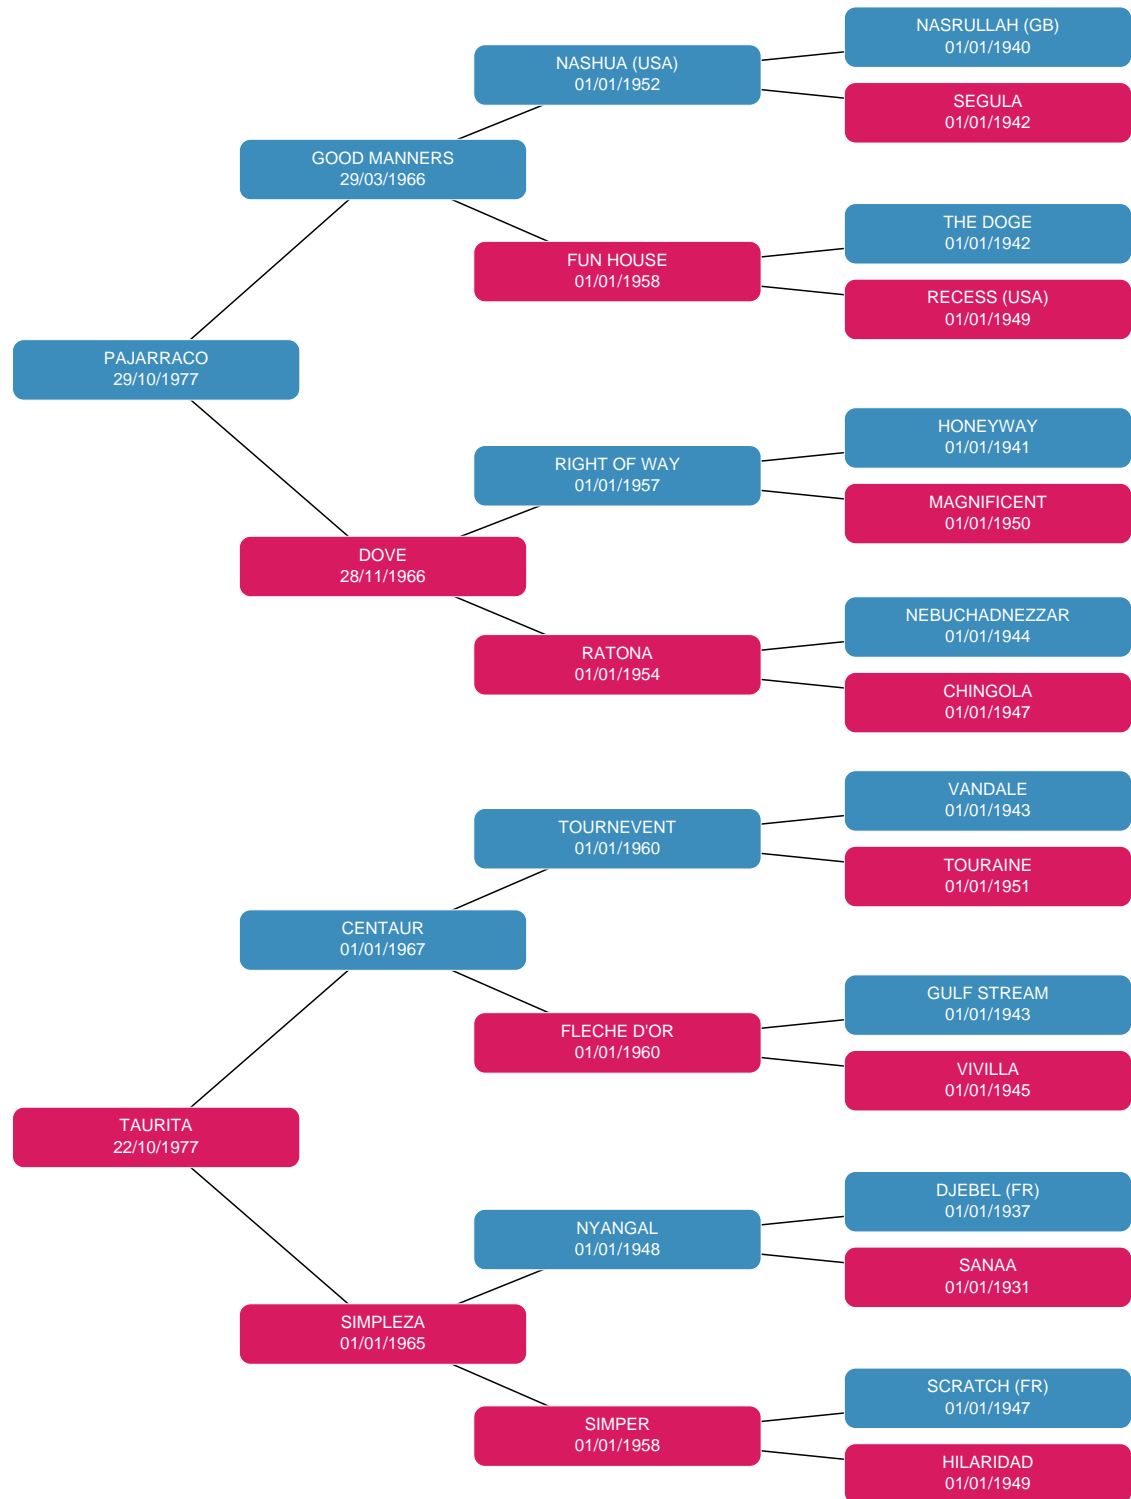 NASRULLAH (GB)
01/01/1940
NASHUA (USA)
01/01/1952
SEGULA
01/01/1942
GOOD MANNERS
29/03/1966
THE DOGE
01/01/1942
FUN HOUSE
01/01/1958
RECESS (USA)
01/01/1949
PAJARRACO
29/10/1977
HONEYWAY
01/01/1941
RIGHT OF WAY
01/01/1957
MAGNIFICENT
01/01/1950
DOVE
28/11/1966
NEBUCHADNEZZAR
01/01/1944
RATONA
01/01/1954
CHINGOLA
01/01/1947
VANDALE
01/01/1943
TOURNEVENT
01/01/1960
TOURAINE
01/01/1951
CENTAUR
01/01/1967
GULF STREAM
01/01/1943
FLECHE D'OR
01/01/1960
VIVILLA
01/01/1945
TAURITA
22/10/1977
DJEBEL (FR)
01/01/1937
NYANGAL
01/01/1948
SANAA
01/01/1931
SIMPLEZA
01/01/1965
SCRATCH (FR)
01/01/1947
SIMPER
01/01/1958
HILARIDAD
01/01/1949